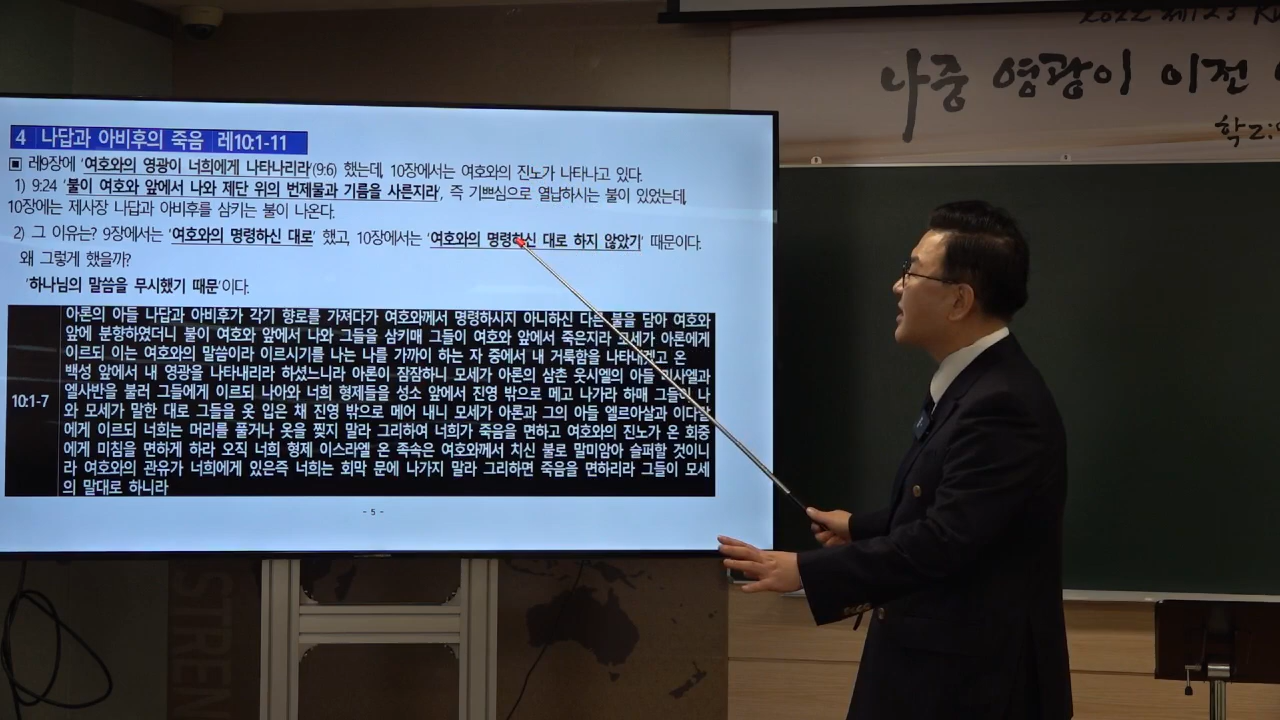 2022 제12
나중 영광이 이전
학2:9
4 나답과 아비후의 죽음 레10:1-11
▣ 레9장에 '여호와의 영광이 너희에게 나타나리라'(9:6) 했는데, 10장에서는 여호와의 진노가 나타나고 있다.
1) 9:24 '불이 여호와 앞에서 나와 제단 위의 번제물과 기름을 사른지라', 즉 기쁘심으로 열납하시는 불이 있었는데,
10장에는 제사장 나답과 아비후를 삼키는 불이 나온다.
2) 그 이유는? 9장에서는 '여호와의 명령하신 대로' 했고, 10장에서는 '여호와의 명령하신 대로 하지 않았기' 때문이다.
왜 그렇게 했을까?
'하나님의 말씀을 무시했기 때문'이다.
10:1-7
아론의 아들 나답과 아비후가 각기 향로를 가져다가 여호와께서 명령하시지 아니하신 다른 불을 담아 여호와
앞에 분향하였더니 불이 여호와 앞에서 나와 그들을 삼키매 그들이 여호와 앞에서 죽은지라 모세가 아론에게
이르되 이는 여호와의 말씀이라 이르시기를 나는 나를 가까이 하는 자 중에서 내 거룩함을 나타내겠고 온
백성 앞에서 내 영광을 나타내리라 하셨느니라 아론이 잠잠하니 모세가 아론의 삼촌 웃시엘의 아들 미사엘과
엘사반을 불러 그들에게 이르되 나아와 너희 형제들을 성소 앞에서 진영 밖으로 메고 나가라 하매 그들이 나
와 모세가 말한 대로 그들을 옷 입은 채 진영 밖으로 메어 내니 모세가 아론과 그의 아들 엘르아살과 이다말
에게 이르되 너희는 머리를 풀거나 옷을 찢지 말라 그리하여 너희가 죽음을 면하고 여호와의 진노가 온 회중
에게 미침을 면하게 하라 오직 너희 형제 이스라엘 온 족속은 여호와께서 치신 불로 말미암아 슬퍼할 것이니
라 여호와의 관유가 너희에게 있은즉 너희는 회막 문에 나가지 말라 그리하면 죽음을 면하리라 그들이 모세
의 말대로 하니라
- 5 -
STREN